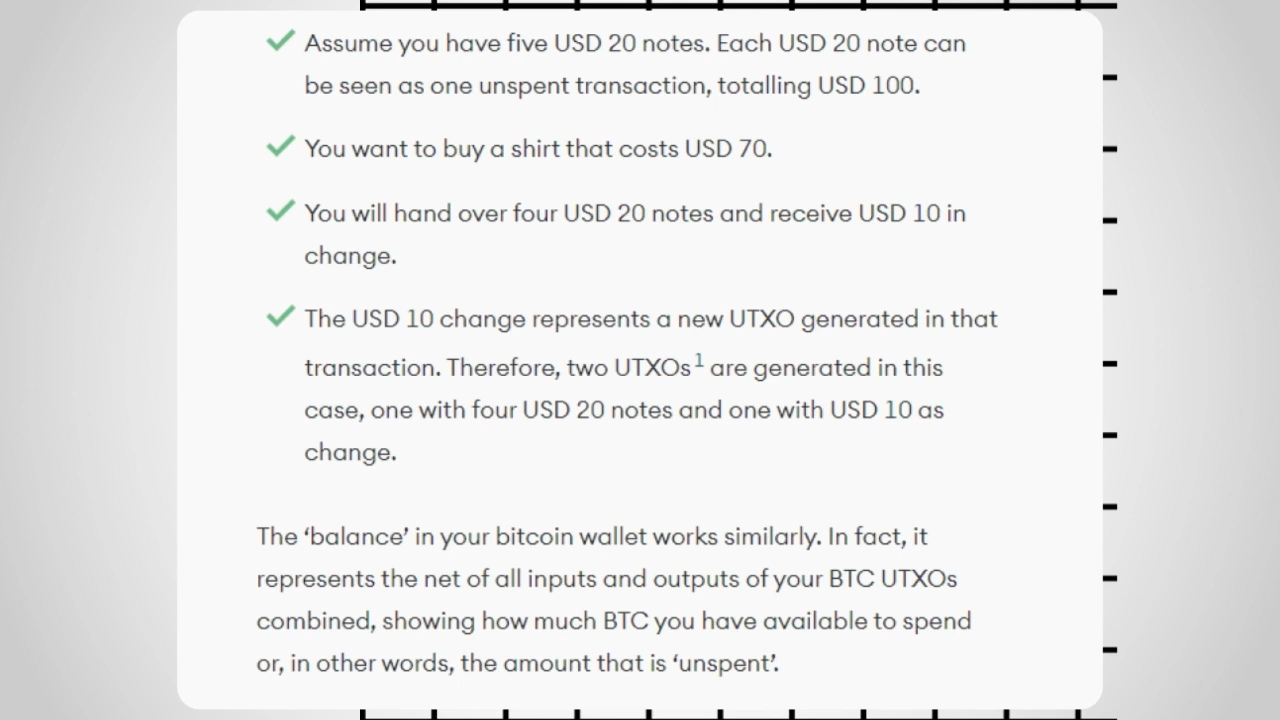 Assume you have five USD 20 notes. Each USD 20 note can
be seen as one unspent transaction, totalling USD 100.
You want to buy a shirt that costs USD 70.
You will hand over four USD 20 notes and receive USD 10 in
change.
The USD 10 change represents a new UTXO generated in that
transaction. Therefore, two UTXOs¹ are generated in this
case, one with four USD 20 notes and one with USD 10 as
change.
The ‘balance’ in your bitcoin wallet works similarly. In fact, it
represents the net of all inputs and outputs of your BTC UTXOs
combined, showing how much BTC you have available to spend
or, in other words, the amount that is ‘unspent’.